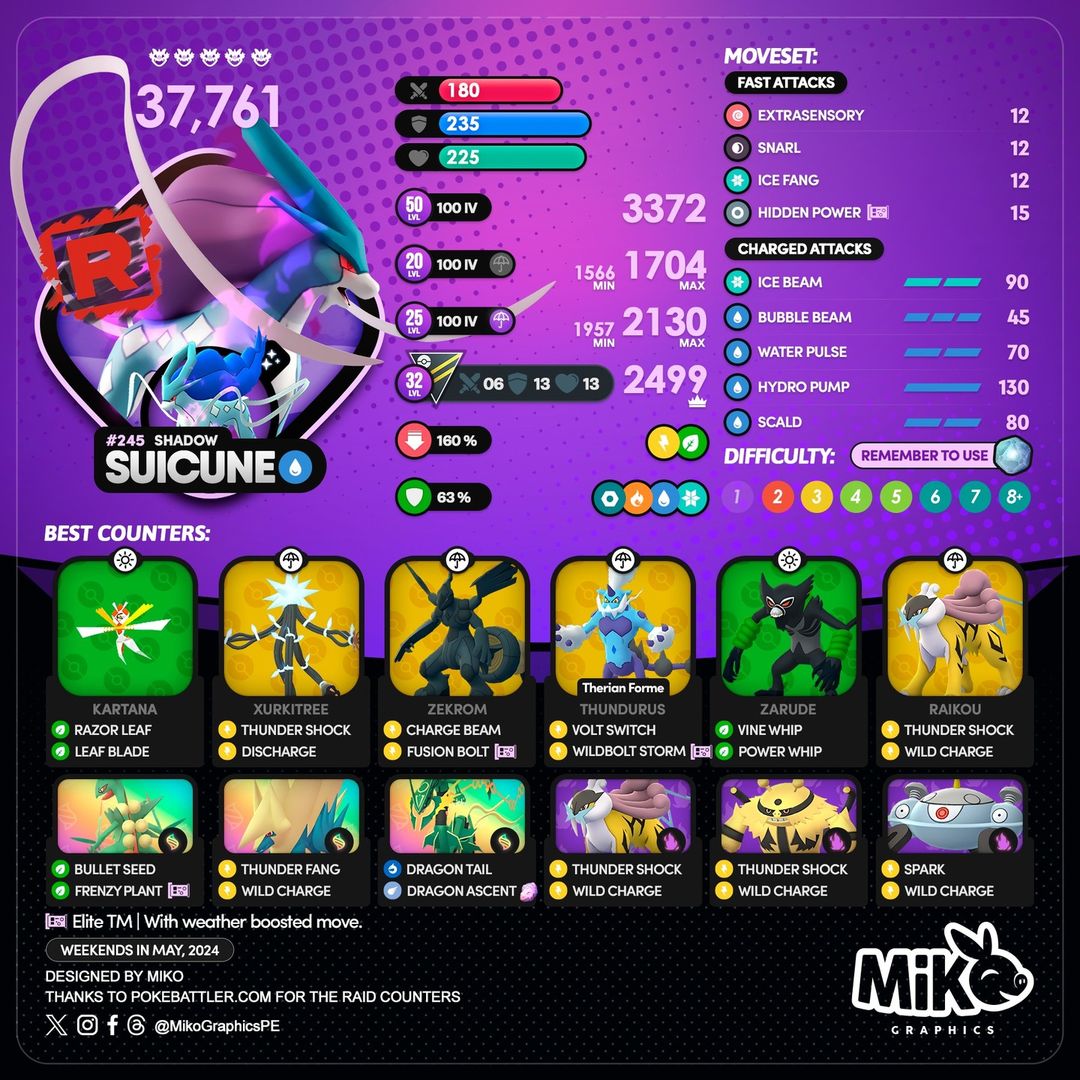 37,761
R
#245 SHADOW
SUICUNE
180
235
225
50 LVL 100 IV 3372
20 LVL 100 IV 1566 MIN 1704 MAX
25 LVL 100 IV 1957 MIN 2130 MAX
32 LVL 06 13 13 2499
160 %
63 %
MOVESET:
FAST ATTACKS
EXTRASENSORY 12
SNARL 12
ICE FANG 12
HIDDEN POWER 15
CHARGED ATTACKS
ICE BEAM 90
BUBBLE BEAM 45
WATER PULSE 70
HYDRO PUMP 130
SCALD 80
DIFFICULTY: REMEMBER TO USE
1 2 3 4 5 6 7 8+
BEST COUNTERS:
KARTANA
RAZOR LEAF
LEAF BLADE
XURKITREE
THUNDER SHOCK
DISCHARGE
ZEKROM
CHARGE BEAM
FUSION BOLT
Therian Forme
THUNDURUS
VOLT SWITCH
WILDBOLT STORM
ZARUDE
VINE WHIP
POWER WHIP
RAIKOU
THUNDER SHOCK
WILD CHARGE
BULLET SEED
FRENZY PLANT
THUNDER FANG
WILD CHARGE
DRAGON TAIL
DRAGON ASCENT
THUNDER SHOCK
WILD CHARGE
THUNDER SHOCK
WILD CHARGE
SPARK
WILD CHARGE
Elite TM | With weather boosted move.
WEEKENDS IN MAY, 2024
DESIGNED BY MIKO
THANKS TO POKEBATTLER.COM FOR THE RAID COUNTERS
@MikoGraphicsPE
MiKO
GRAPHICS